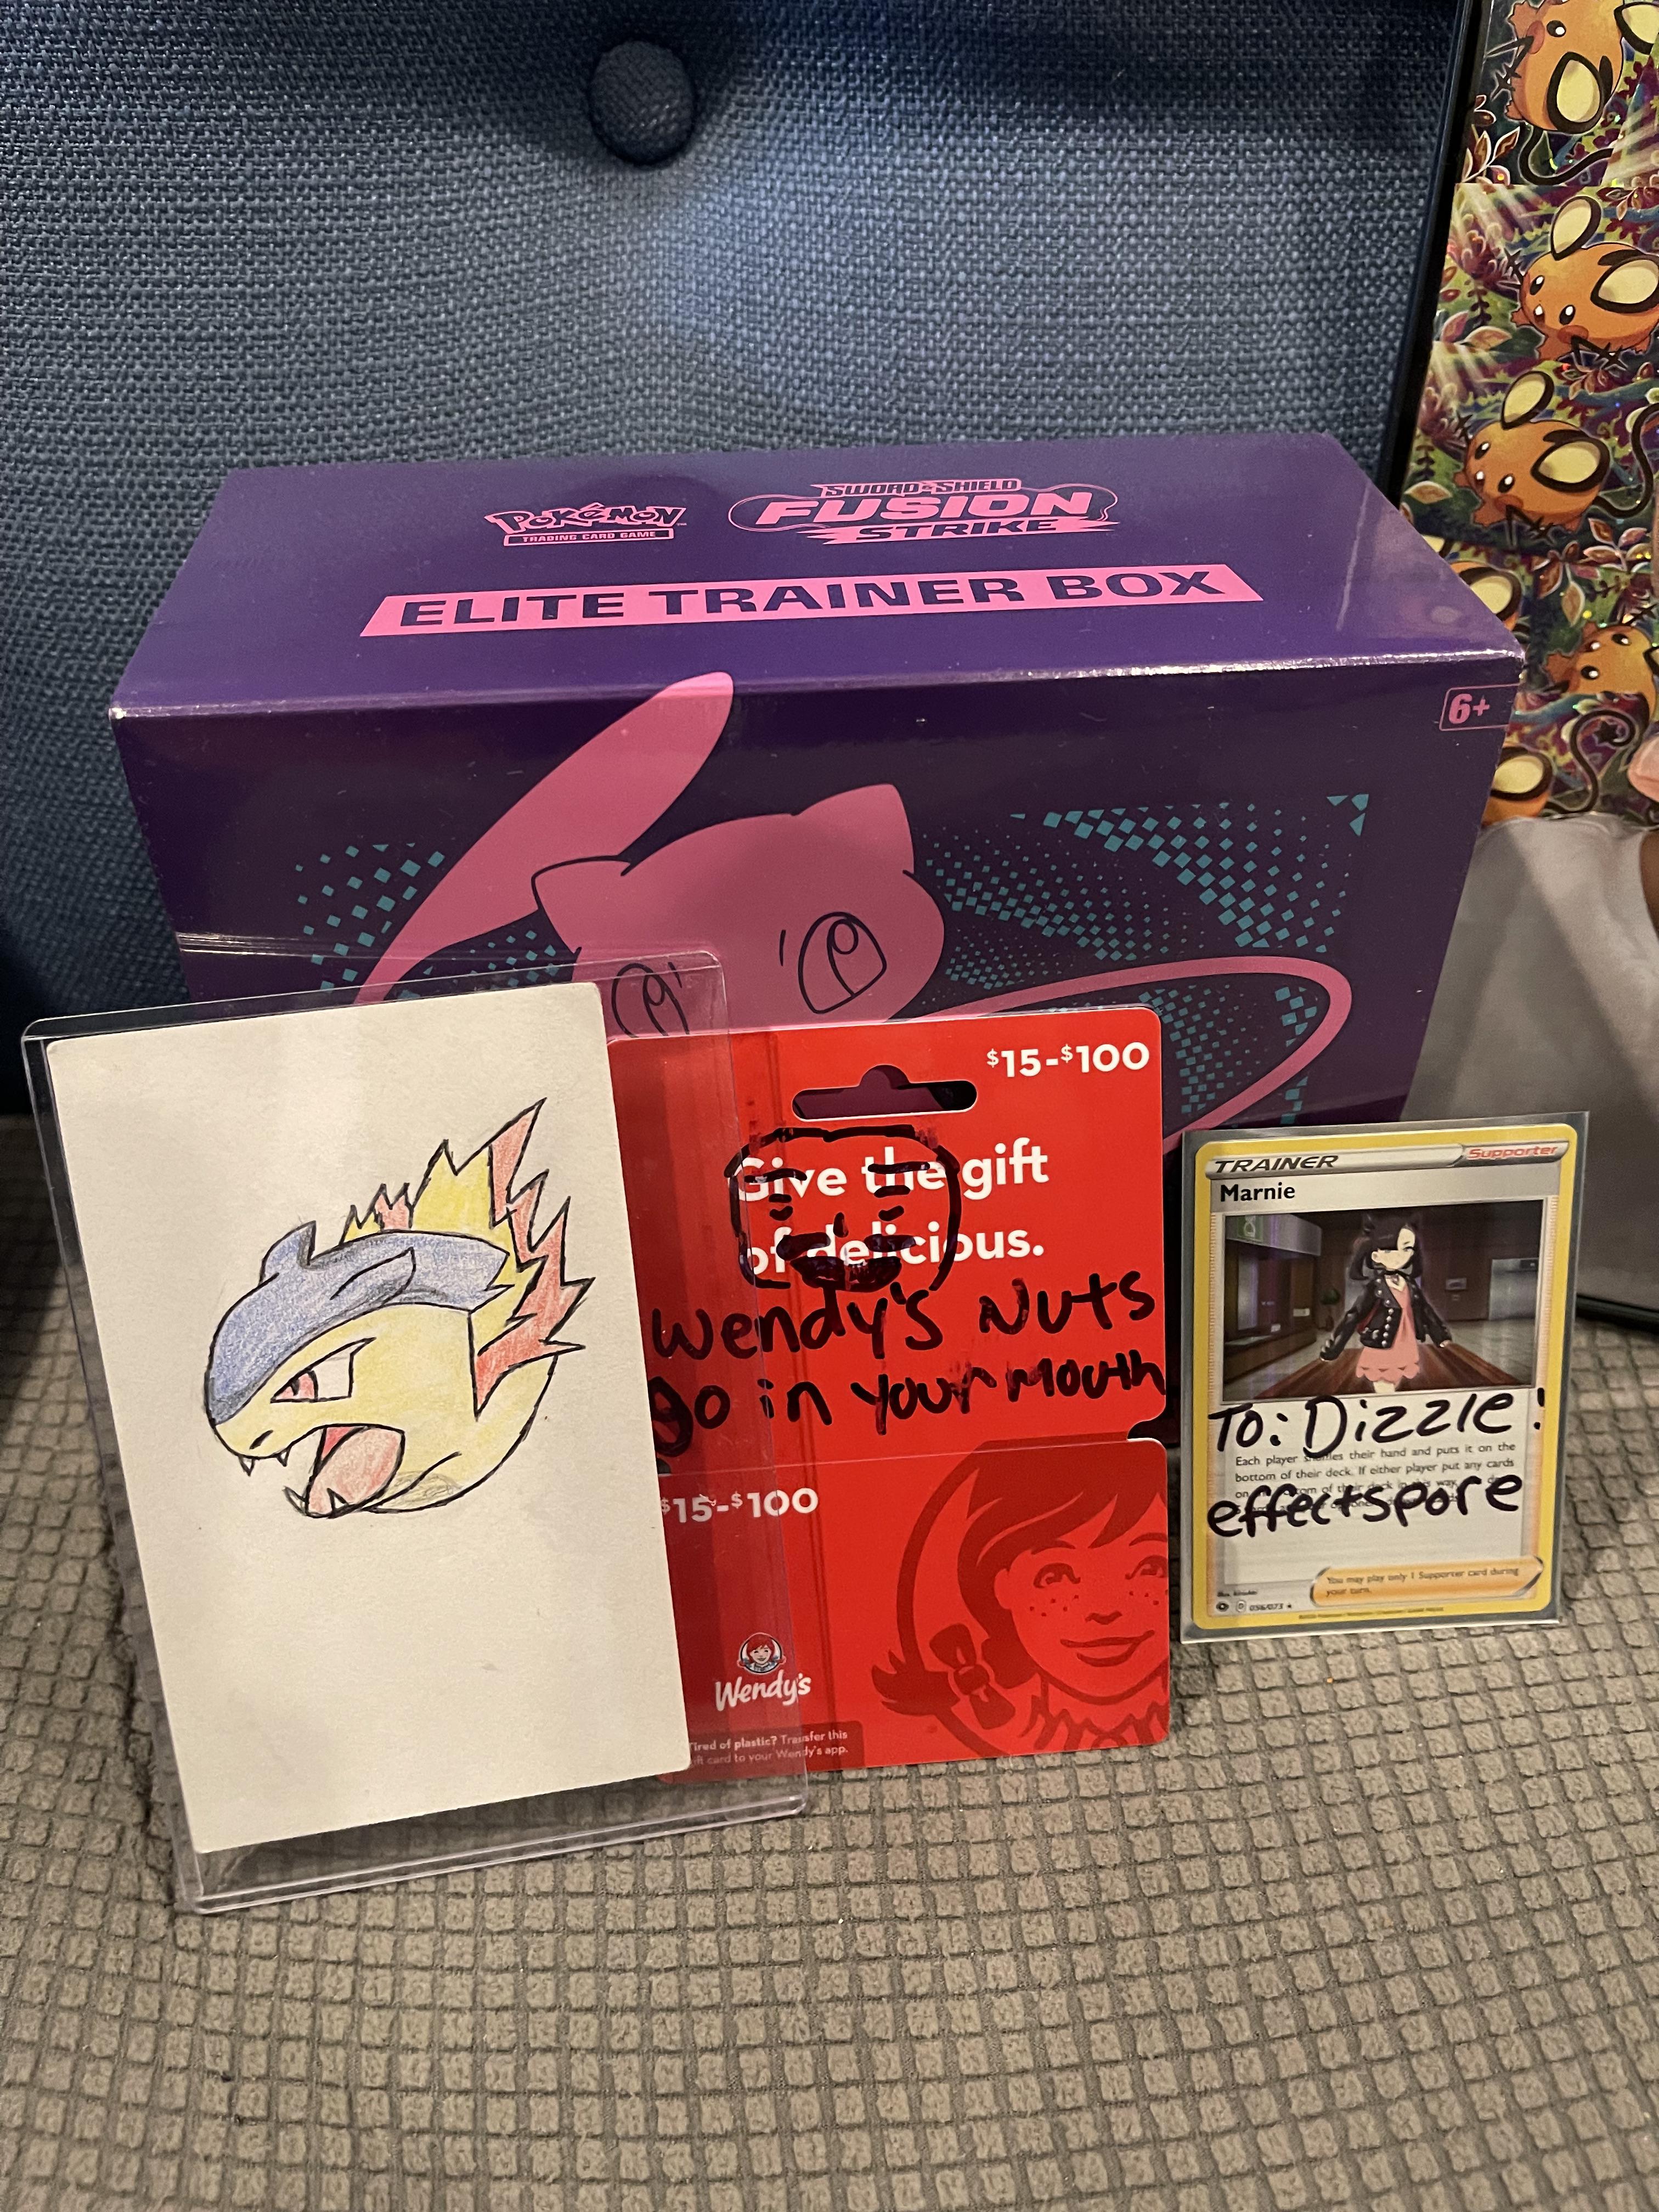 POKéMON
TRADING CARD GAME
SWORD & SHIELD
FUSION
STRIKE
ELITE TRAINER BOX
6+
$15-$100
Give the gift
of delicious.
Wendy's Nuts
go in your mouth
$15-$100
Wendy's
Tired of plastic? Transfer this
gift card to your Wendy's app.
TRAINER
Supporter
Marnie
To: Dizzle!
Each player shuffles their hand and puts it on the
bottom of their deck. If either player put any cards
effectspore
You may play only 1 Supporter card during
your turn.
D 056/073 ★